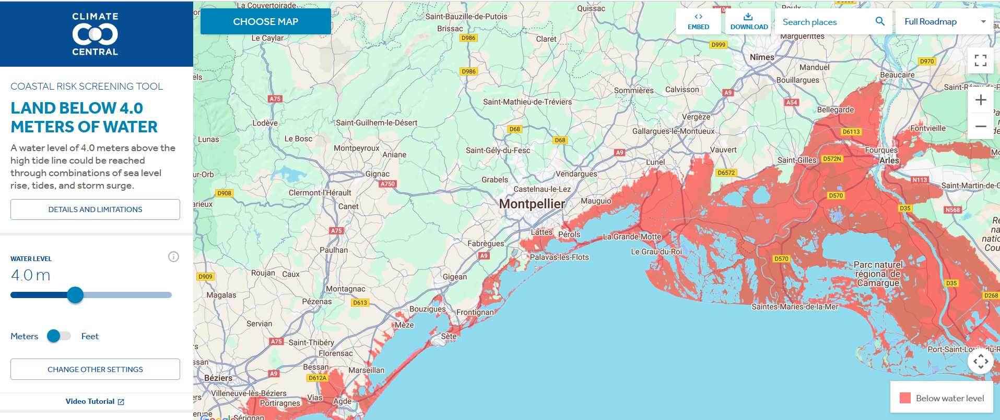 CLIMATE
CENTRAL
COASTAL RISK SCREENING TOOL
LAND BELOW 4.0
METERS OF WATER
A water level of 4.0 meters above the
high tide line could be reached
through combinations of sea level
rise, tides, and storm surge.
DETAILS AND LIMITATIONS
WATER LEVEL
4.0 m
Meters
Feet
CHANGE OTHER SETTINGS
Video Tutorial
CHOOSE MAP
EMBED
DOWNLOAD
Search places
Full Roadmap
La Couvertoirade
Quissac
Saint-Bauzille-de-Putois
Brissac
D986
Le Caylar
Claret
D999
Marguerittes
Nîmes
D970
Manduel
D986
Beaucaire
Bouillargues
Sommières
Calvisson
A9
A75
Saint-Mathieu-de-Tréviers
A54
Bellegarde
Vergèze
Lodève
Saint-Guilhem-le-Désert
D68
Gallargues-le-Montueux
D6113
Fontvieille
Lunas
Le Bosc
D68
Montpeyroux
Aniane
Saint-Gély-du-Fesc
A9
Vauvert
Fourques
Saint-Gilles
D572N
Arles
Lunel
Gignac
Vendargues
D6572
Grabels
N113
A750
Castelnau-le-Lez
Saint-Martin-de-C
D908
Clermont-l'Hérault
D570
Montpellier
Mauguio
Canet
D35
N568
A75
Lattes
Pérols
La Grande-Motte
Fabrègues
Paulhan
Le Grau-du-Roi
A9
Palavas-les-Flots
D570
Parc naturel
régional de
Camargue
Roujan
Caux
D909
Gigean
D35
Montagnac
Magalas
D268
Pézenas
D613
Bouzigues
Frontignan
Saintes-Maries-de-la-Mer
Servian
Mèze
Sète
A75
Saint-Thibéry
Florensac
Port-Saint-Lou
Bessan
Marseillan
A9
D612A
Béziers
Villeneuve-lès-Béziers
Vias
Agde
Portiragnes
Sérignan
Google
Below water level